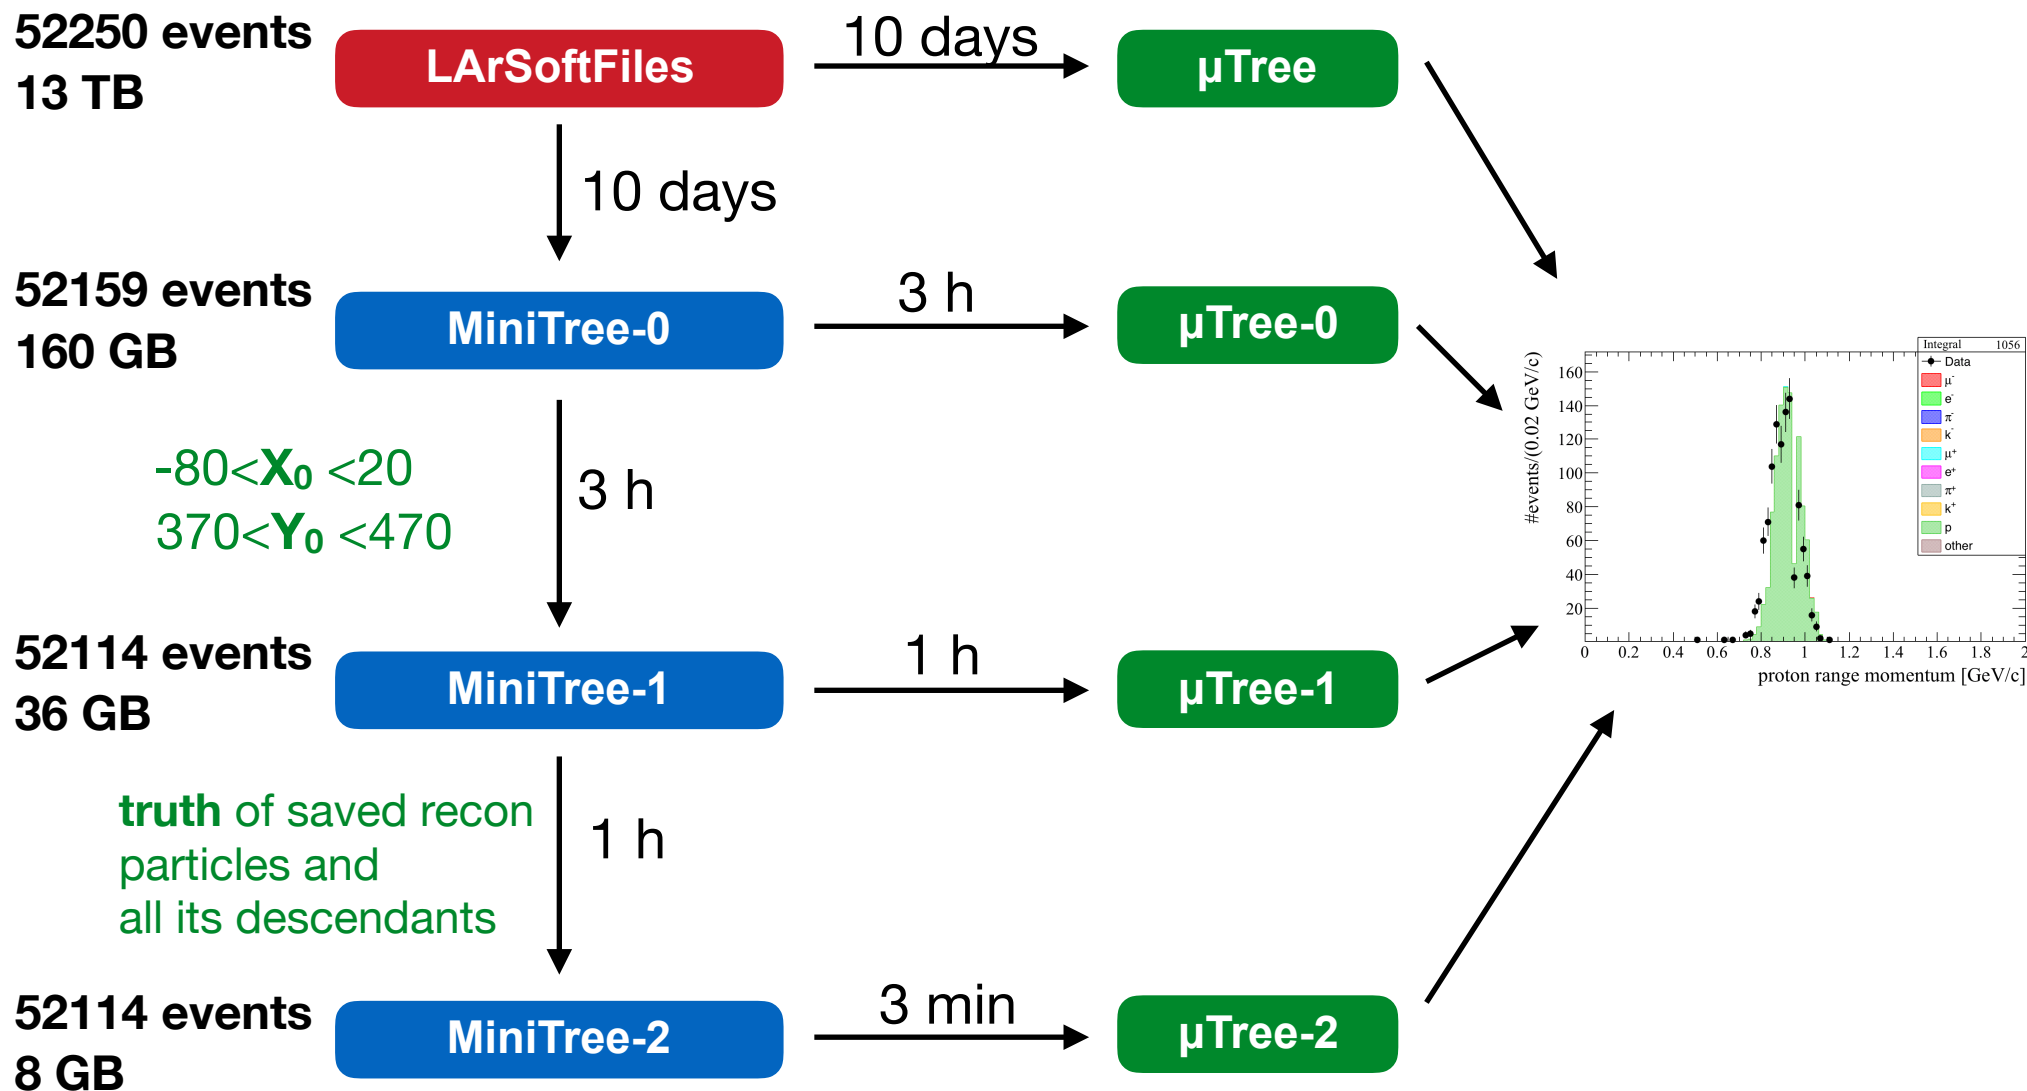 52250 events
13 TB
LArSoftFiles
10 days
µTree
10 days
52159 events
160 GB
MiniTree-0
3 h
µTree-0
-80<X₀ <20
370<Y₀ <470
3 h
52114 events
36 GB
MiniTree-1
1 h
µTree-1
truth of saved recon
particles and
all its descendants
1 h
52114 events
8 GB
MiniTree-2
3 min
µTree-2
#events/(0.02 GeV/c)
160
140
120
100
80
60
40
20
0 0.2 0.4 0.6 0.8 1 1.2 1.4 1.6 1.8 2
proton range momentum [GeV/c]
Integral 1056
Data
µ⁻
e⁻
π⁻
k⁻
µ⁺
e⁺
π⁺
k⁺
p
other